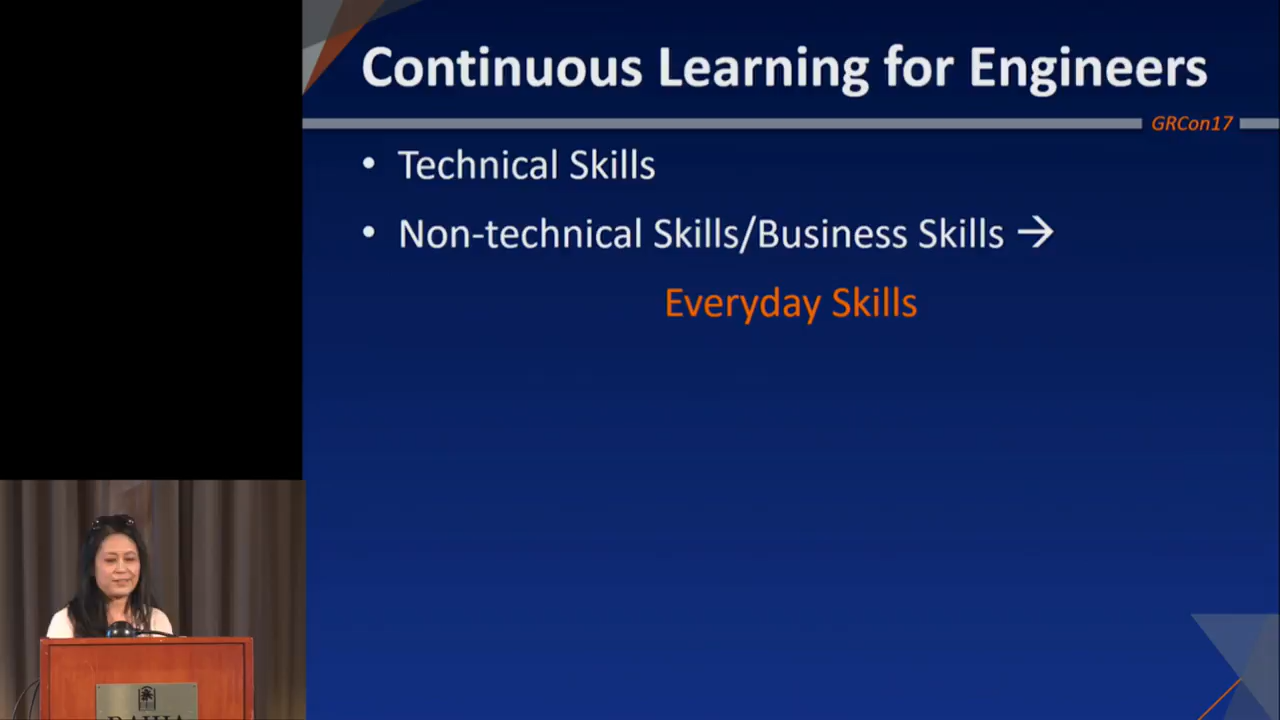 Continuous Learning for Engineers
GRCon17
• Technical Skills
• Non-technical Skills/Business Skills →
Everyday Skills